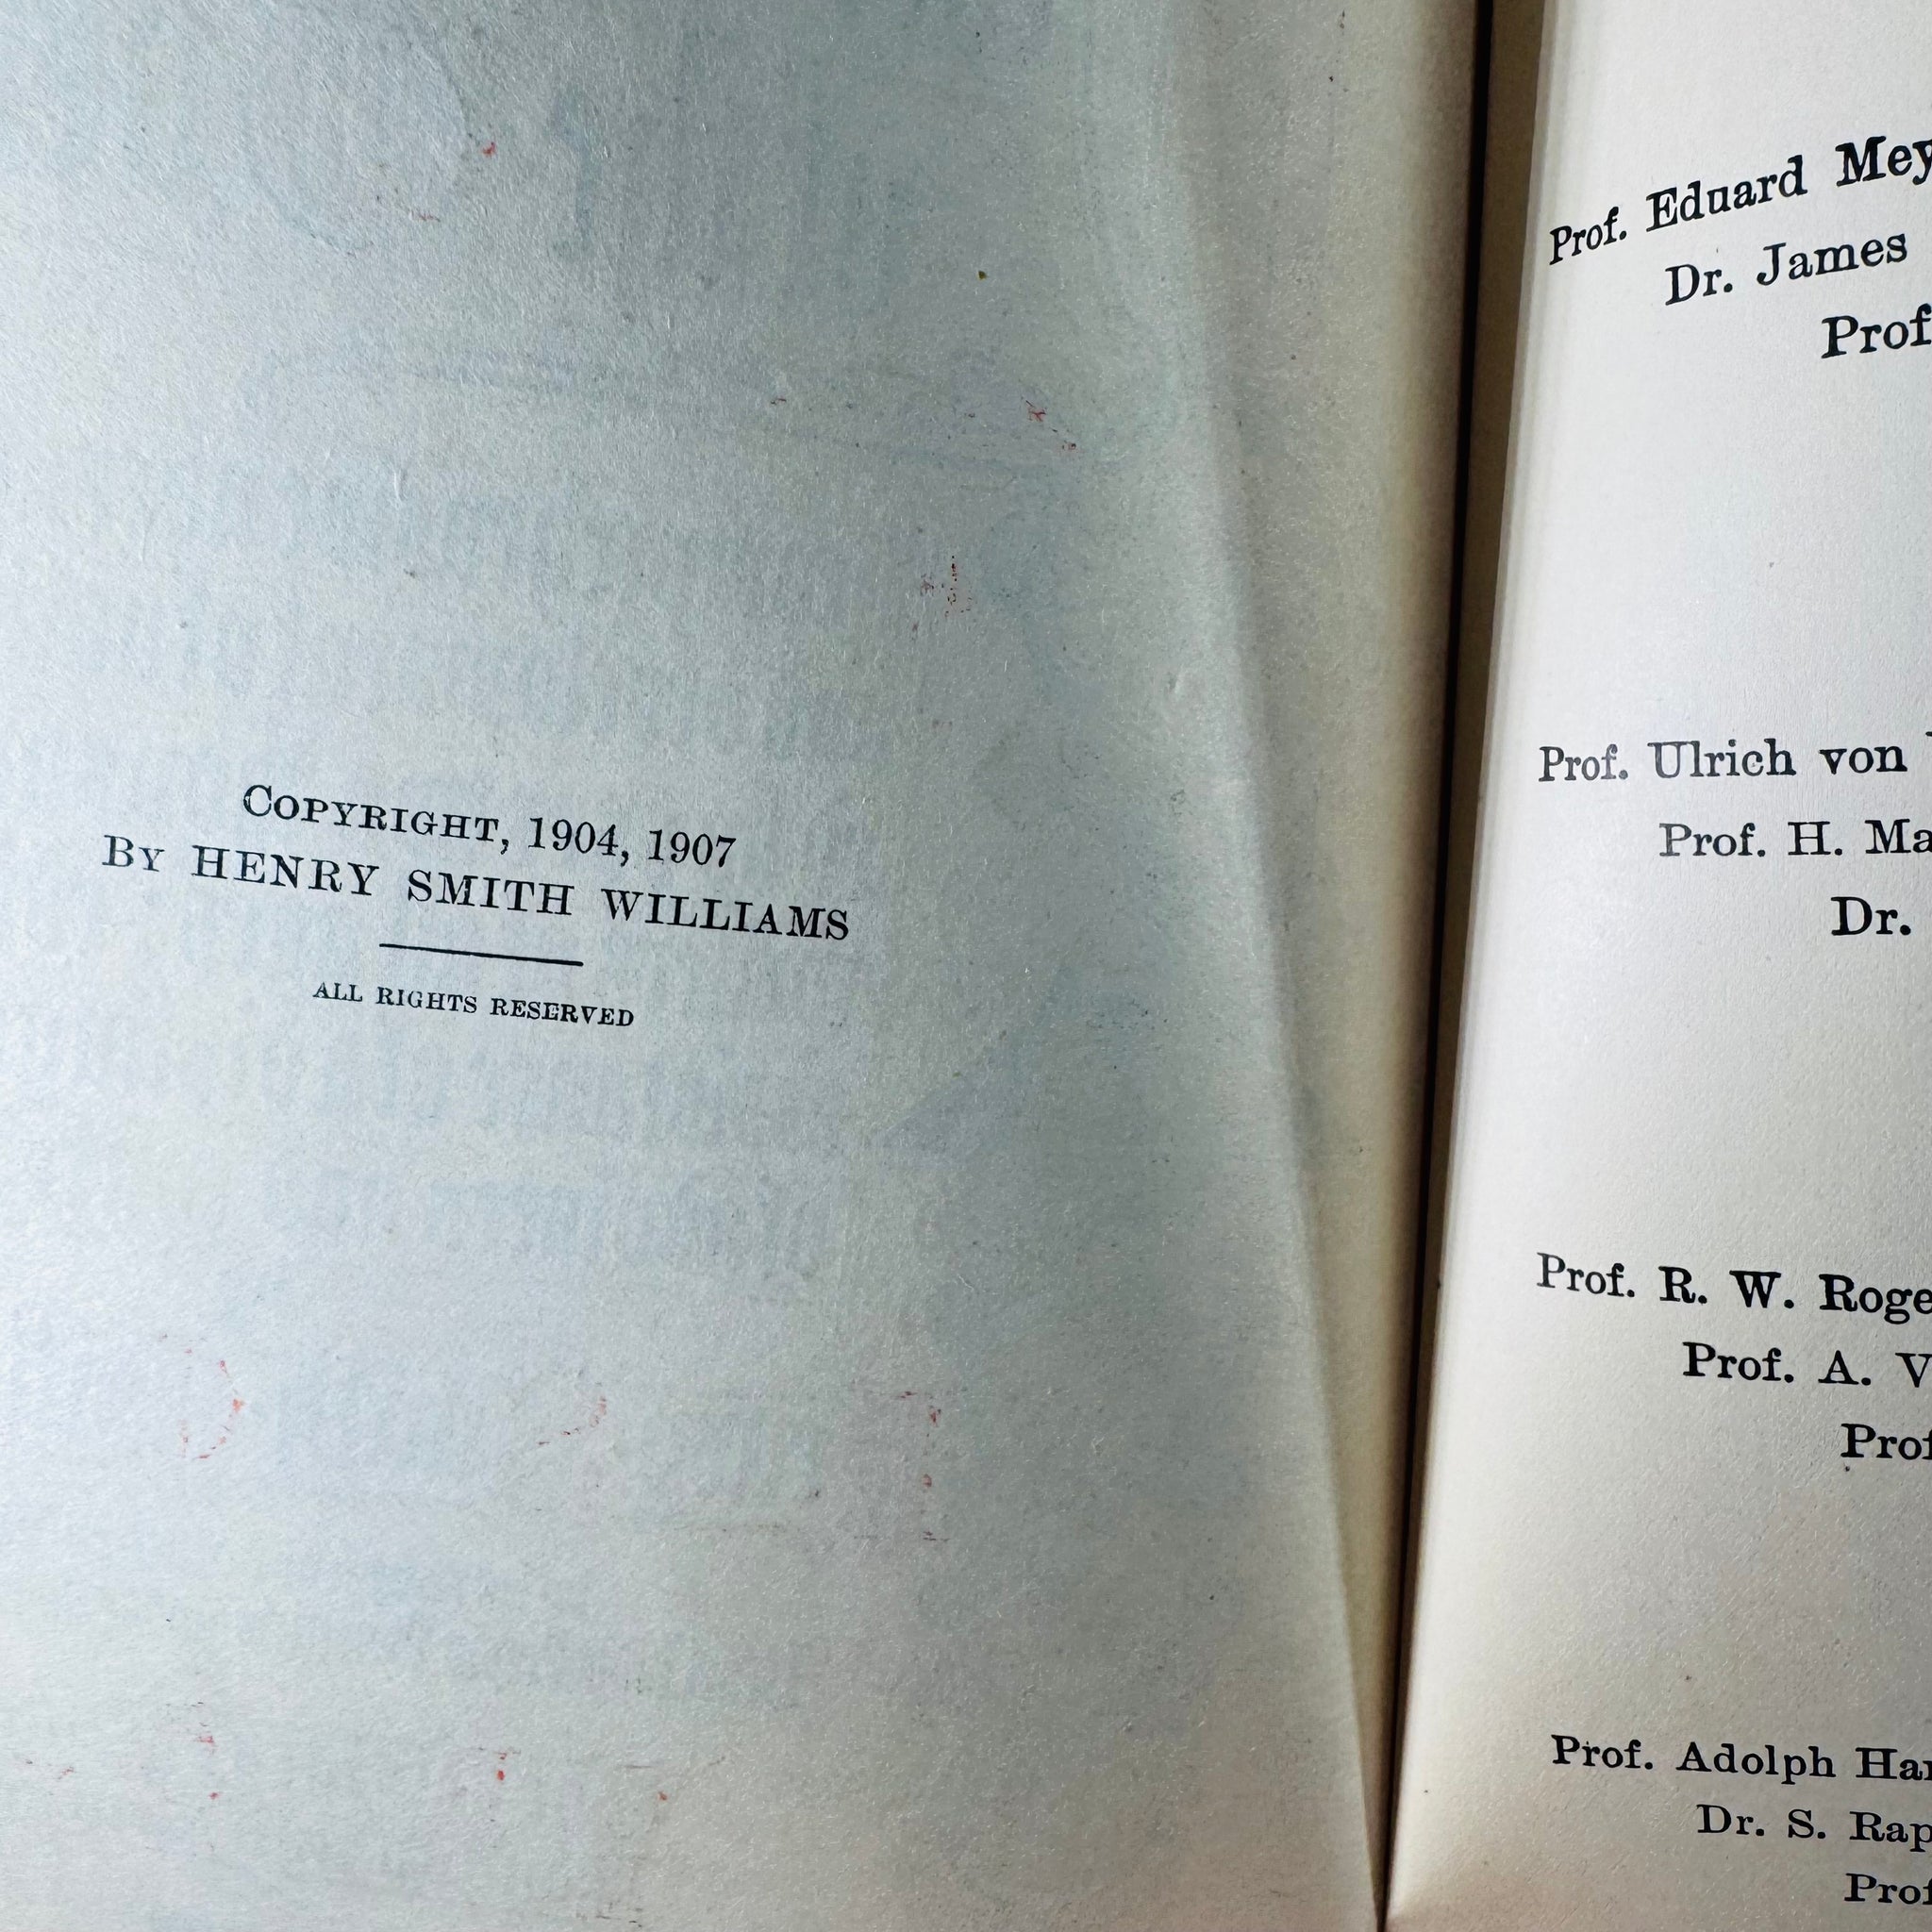 COPYRIGHT, 1904, 1907
BY HENRY SMITH WILLIAMS
ALL RIGHTS RESERVED
Prof. Eduard Mey
Dr. James
Prof
Prof. Ulrich von
Prof. H. Ma
Dr.
Prof. R. W. Roge
Prof. A. V
Prof
Prof. Adolph Har
Dr. S. Rap
Prof